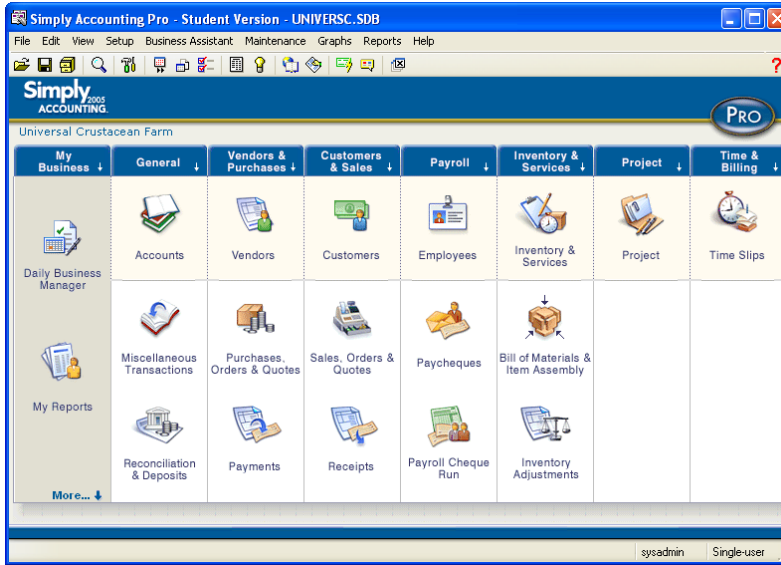 Simply Accounting Pro - Student Version - UNIVERSC.SDB
File Edit View Setup Business Assistant Maintenance Graphs Reports Help
?
Simply 2005
ACCOUNTING
PRO
Universal Crustacean Farm
My Business
General
Vendors & Purchases
Customers & Sales
Payroll
Inventory & Services
Project
Time & Billing
Daily Business
Manager
My Reports
More...
Accounts
Vendors
Customers
Employees
Inventory &
Services
Project
Time Slips
Miscellaneous
Transactions
Purchases,
Orders & Quotes
Sales, Orders &
Quotes
Paycheques
Bill of Materials &
Item Assembly
Reconciliation
& Deposits
Payments
Receipts
Payroll Cheque
Run
Inventory
Adjustments
sysadmin
Single-user